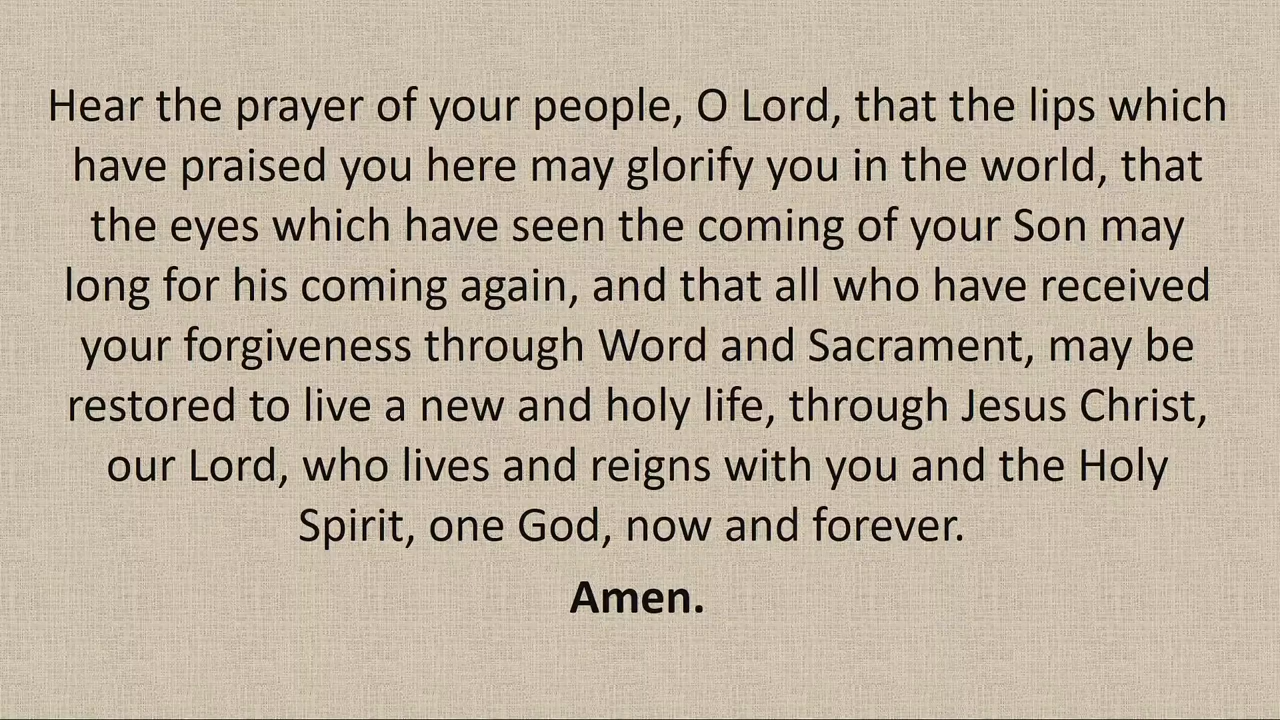 Hear the prayer of your people, O Lord, that the lips which
have praised you here may glorify you in the world, that
the eyes which have seen the coming of your Son may
long for his coming again, and that all who have received
your forgiveness through Word and Sacrament, may be
restored to live a new and holy life, through Jesus Christ,
our Lord, who lives and reigns with you and the Holy
Spirit, one God, now and forever.
Amen.